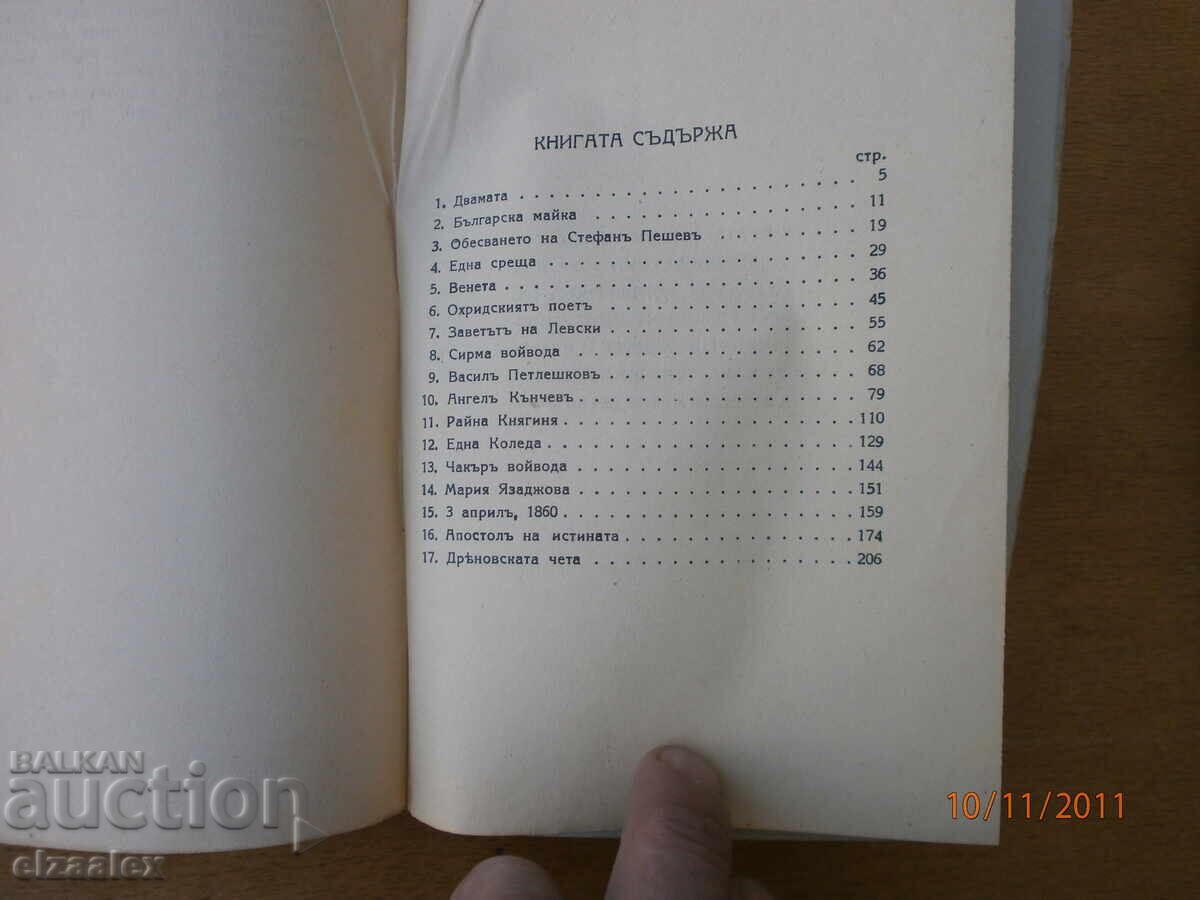 КНИГАТА СЪДЪРЖА
стр.
1. Двамата . . . . . . . . . . . . . . . . . . . . 5
2. Българска майка . . . . . . . . . . . . . . . 11
3. Обесването на Стефанъ Пешевъ . . . . . . . . . 19
4. Една среща . . . . . . . . . . . . . . . . . . 29
5. Венета . . . . . . . . . . . . . . . . . . . . 36
6. Охридскиятъ поетъ . . . . . . . . . . . . . . 45
7. Заветътъ на Левски . . . . . . . . . . . . . . 55
8. Сирма войвода . . . . . . . . . . . . . . . . 62
9. Василъ Петлешковъ . . . . . . . . . . . . . . 68
10. Ангелъ Кънчевъ . . . . . . . . . . . . . . . 79
11. Райна Княгиня . . . . . . . . . . . . . . . . 110
12. Една Коледа . . . . . . . . . . . . . . . . . 129
13. Чакъръ войвода . . . . . . . . . . . . . . . 144
14. Мария Язаджова . . . . . . . . . . . . . . . 151
15. 3 априлъ, 1860 . . . . . . . . . . . . . . . 159
16. Апостолъ на истината . . . . . . . . . . . . 174
17. Дрѣновската чета . . . . . . . . . . . . . . 206
BALKAN
auction
elzaalex
10/11/2011